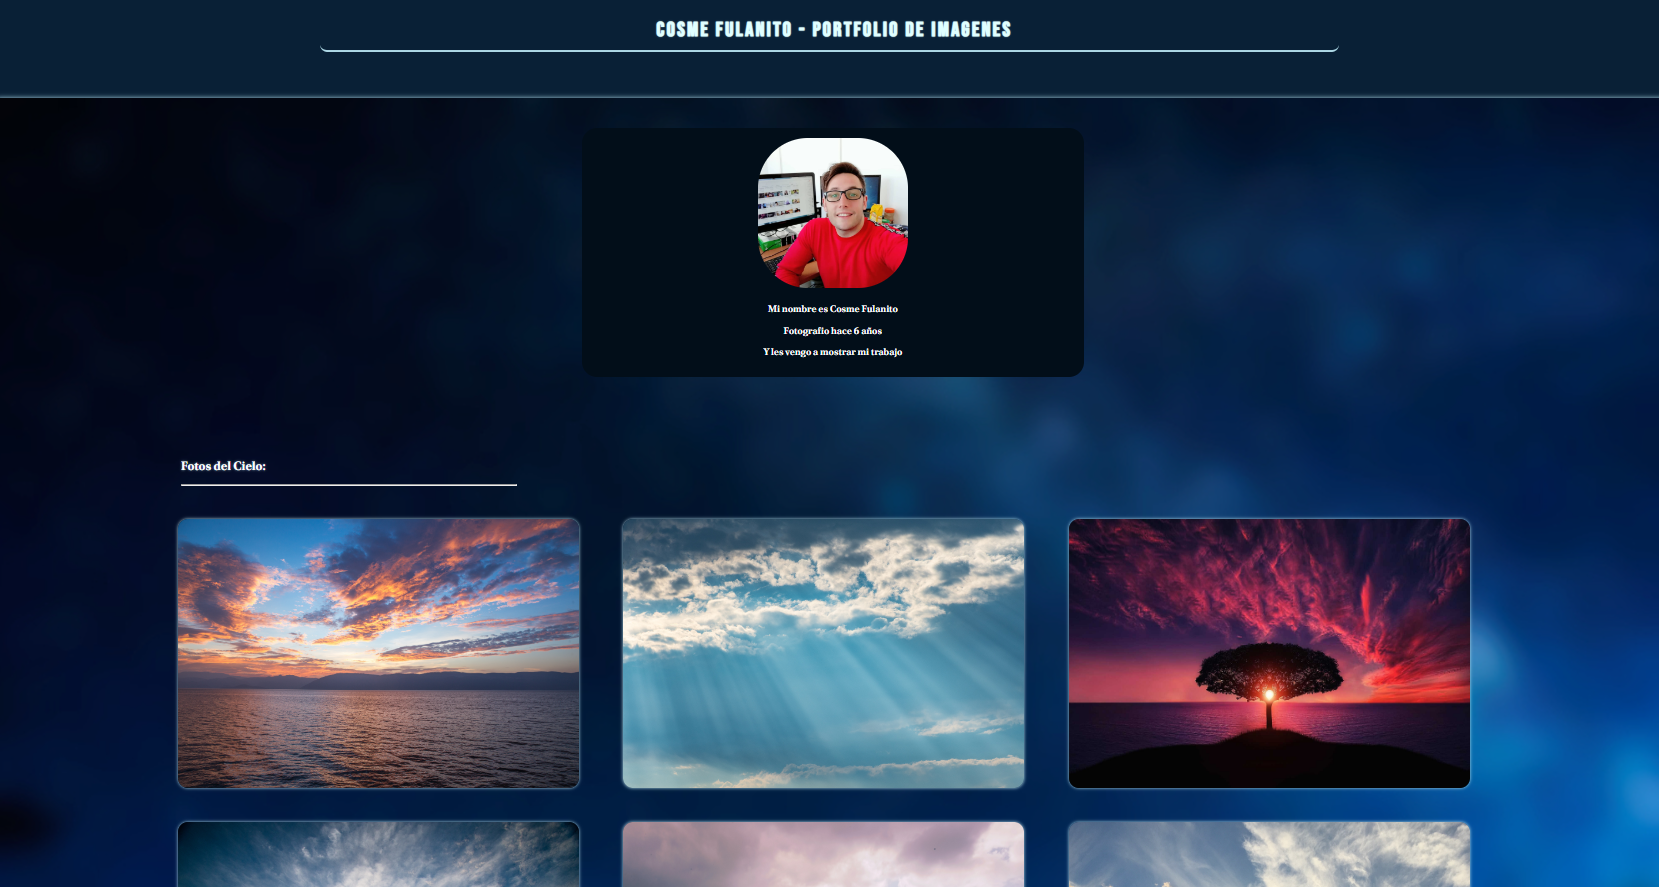 COSME FULANITO - PORTFOLIO DE IMAGENES
Mi nombre es Cosme Fulanito
Fotografio hace 6 años
Y les vengo a mostrar mi trabajo
Fotos del Cielo: